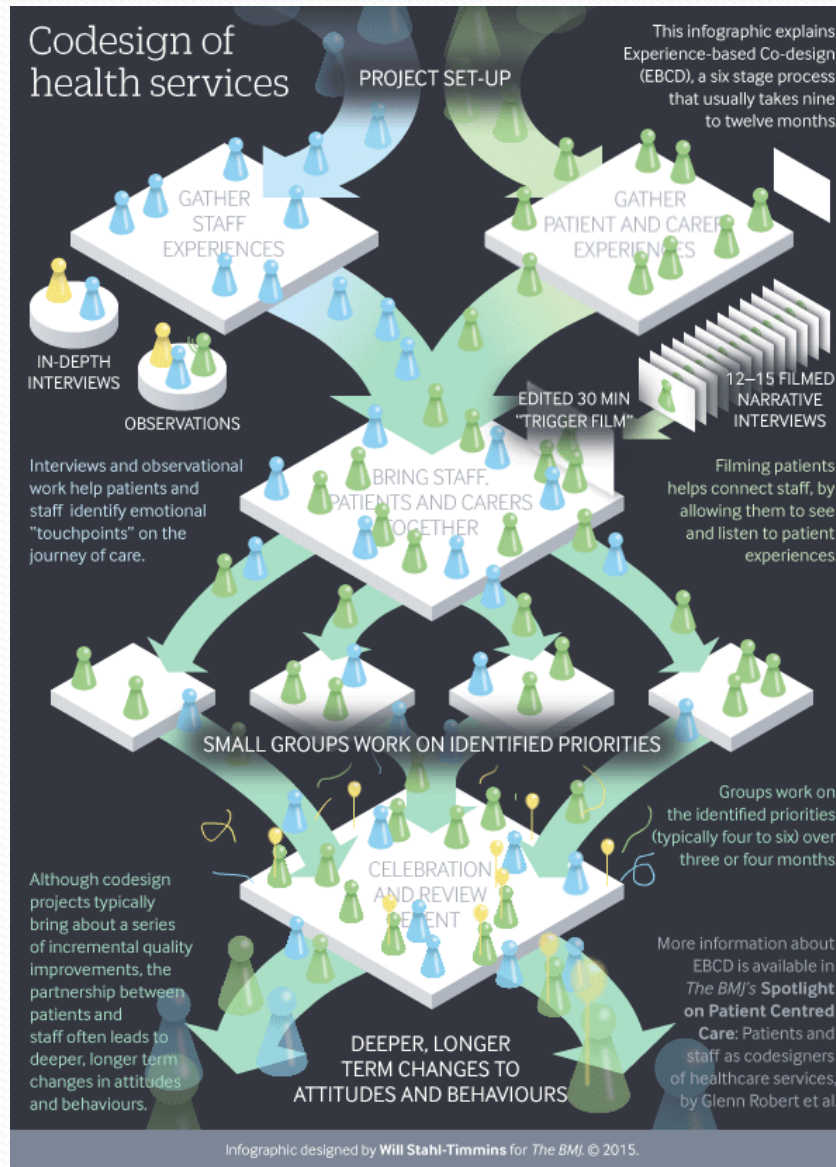 Codesign of
health services
PROJECT SET-UP
This infographic explains
Experience-based Co-design
(EBCD), a six stage process
that usually takes nine
to twelve months
GATHER
STAFF
EXPERIENCES
GATHER
PATIENT AND CARER
EXPERIENCES
IN-DEPTH
INTERVIEWS
OBSERVATIONS
EDITED 30 MIN
"TRIGGER FILM"
12–15 FILMED
NARRATIVE
INTERVIEWS
Interviews and observational
work help patients and
staff identify emotional
"touchpoints" on the
journey of care.
BRING STAFF,
PATIENTS AND CARERS
TOGETHER
Filming patients
helps connect staff, by
allowing them to see
and listen to patient
experiences
SMALL GROUPS WORK ON IDENTIFIED PRIORITIES
Groups work on
the identified priorities
(typically four to six) over
three or four months
CELEBRATION
AND REVIEW
EVENT
Although codesign
projects typically
bring about a series
of incremental quality
improvements, the
partnership between
patients and
staff often leads to
deeper, longer term
changes in attitudes
and behaviours.
DEEPER, LONGER
TERM CHANGES TO
ATTITUDES AND BEHAVIOURS
More information about
EBCD is available in
The BMJ's Spotlight
on Patient Centred
Care: Patients and
staff as codesigners
of healthcare services,
by Glenn Robert et al
Infographic designed by Will Stahl-Timmins for The BMJ. © 2015.